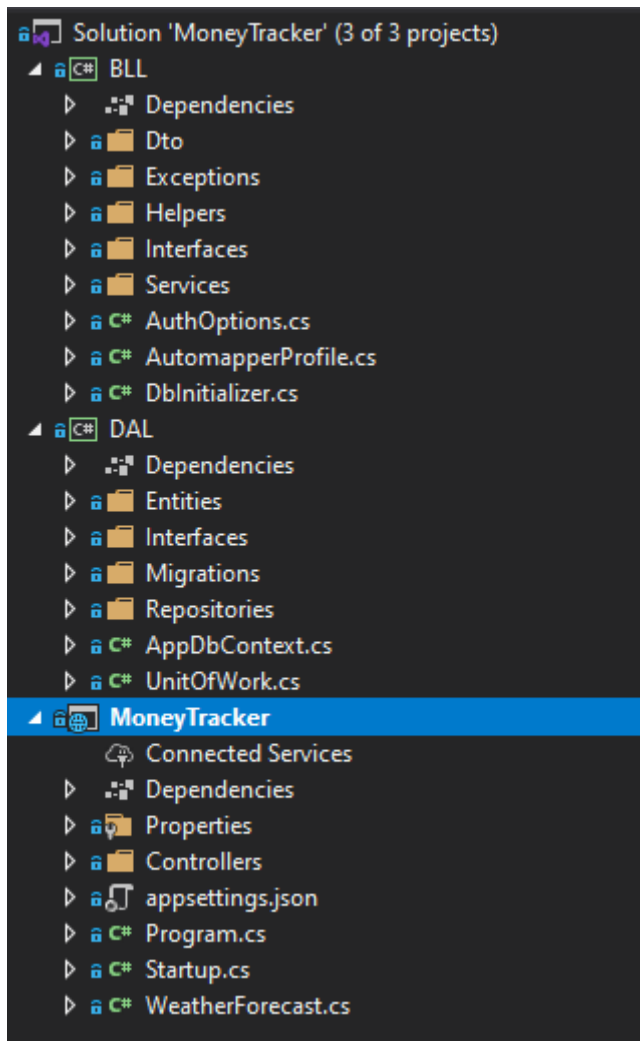 Solution 'MoneyTracker' (3 of 3 projects)
C# BLL
Dependencies
Dto
Exceptions
Helpers
Interfaces
Services
C# AuthOptions.cs
C# AutomapperProfile.cs
C# DbInitializer.cs
C# DAL
Dependencies
Entities
Interfaces
Migrations
Repositories
C# AppDbContext.cs
C# UnitOfWork.cs
MoneyTracker
Connected Services
Dependencies
Properties
Controllers
appsettings.json
C# Program.cs
C# Startup.cs
C# WeatherForecast.cs